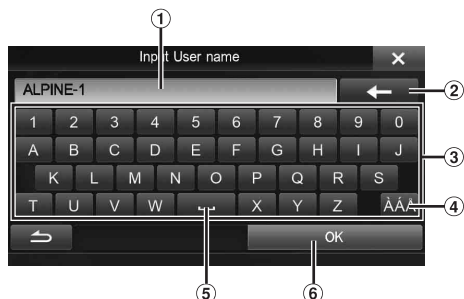 ①
Input User name ×
ALPINE-1 ②
1 2 3 4 5 6 7 8 9 0
A B C D E F G H I J ③
K L M N O P Q R S
T U V W X Y Z ÀÁÂ ④
OK
⑤ ⑥